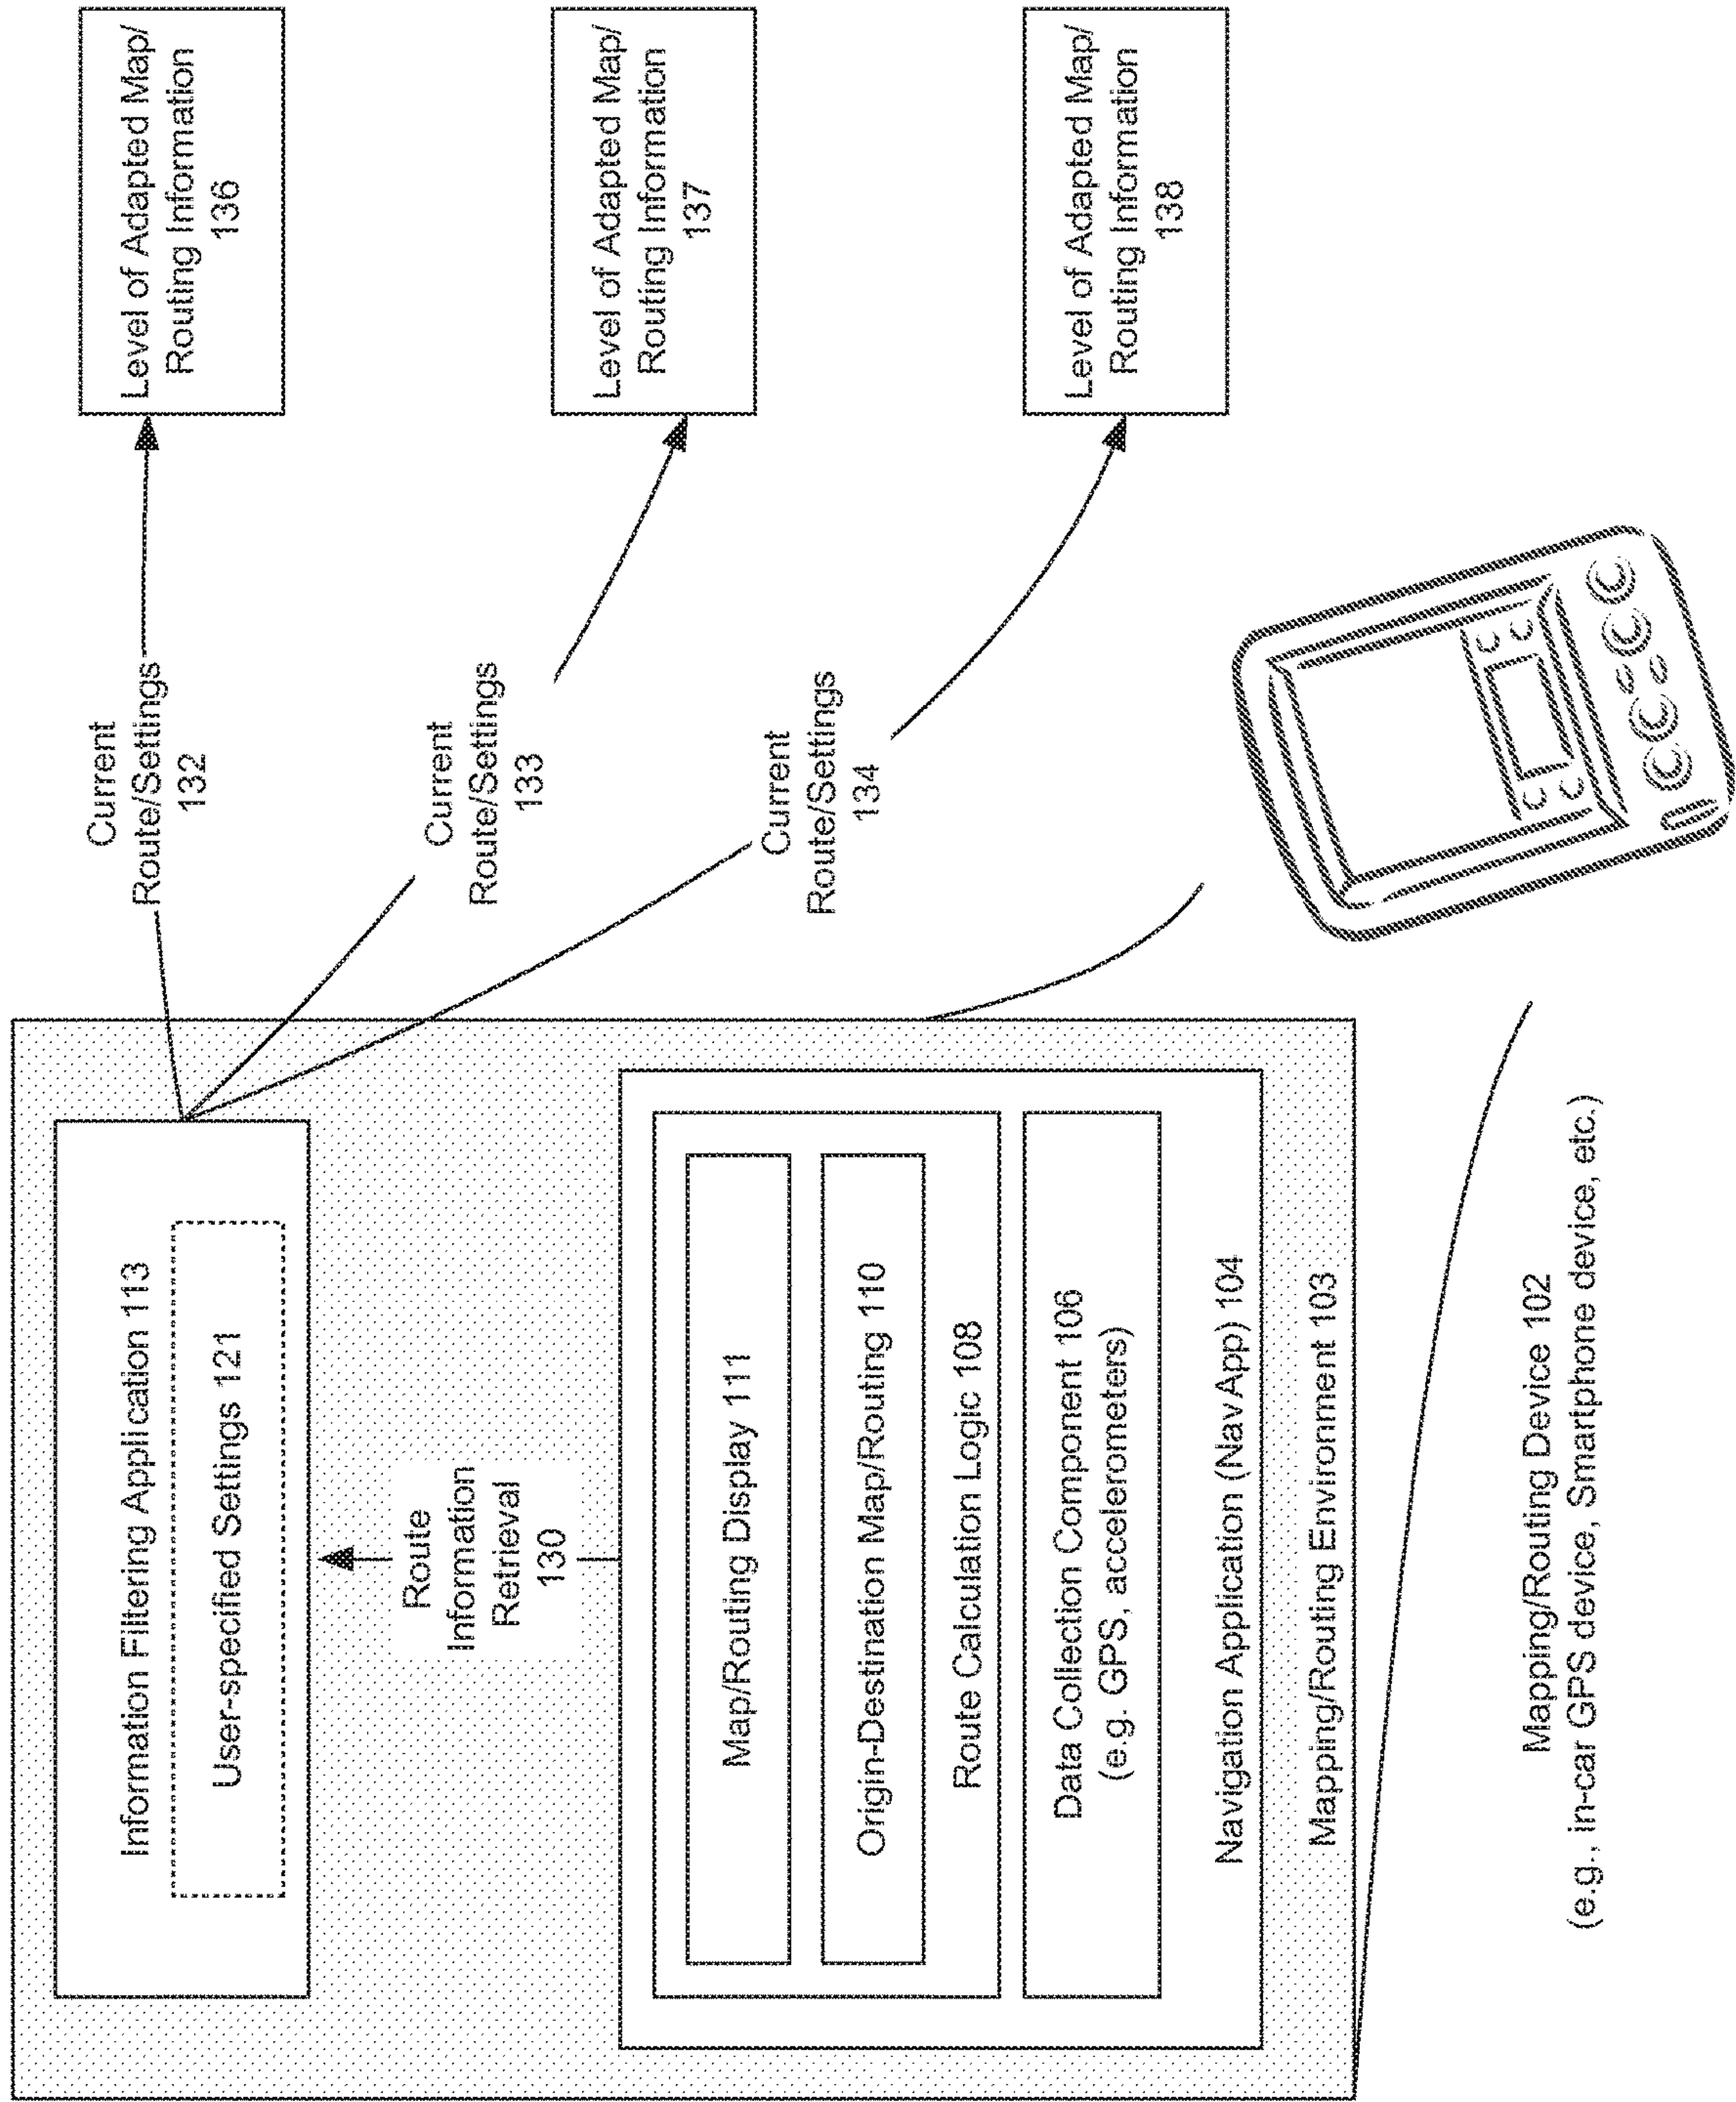 Information Filtering Application 113
User-specified Settings 121
Route
Information
Retrieval
130
Map/Routing Display 111
Origin-Destination Map/Routing 110
Route Calculation Logic 108
Data Collection Component 106
(e.g. GPS, accelerometers)
Navigation Application (Nav App) 104
Mapping/Routing Environment 103
Mapping/Routing Device 102
(e.g., in-car GPS device, Smartphone device, etc.)
Current
Route/Settings
132
Current
Route/Settings
133
Current
Route/Settings
134
Level of Adapted Map/
Routing Information
136
Level of Adapted Map/
Routing Information
137
Level of Adapted Map/
Routing Information
138